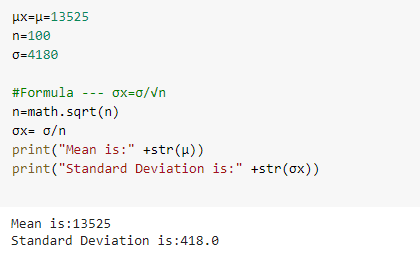 μx=μ=13525
n=100
σ=4180
#Formula --- σx=σ/√n
n=math.sqrt(n)
σx= σ/n
print("Mean is:" +str(μ))
print("Standard Deviation is:" +str(σx))
Mean is:13525
Standard Deviation is:418.0